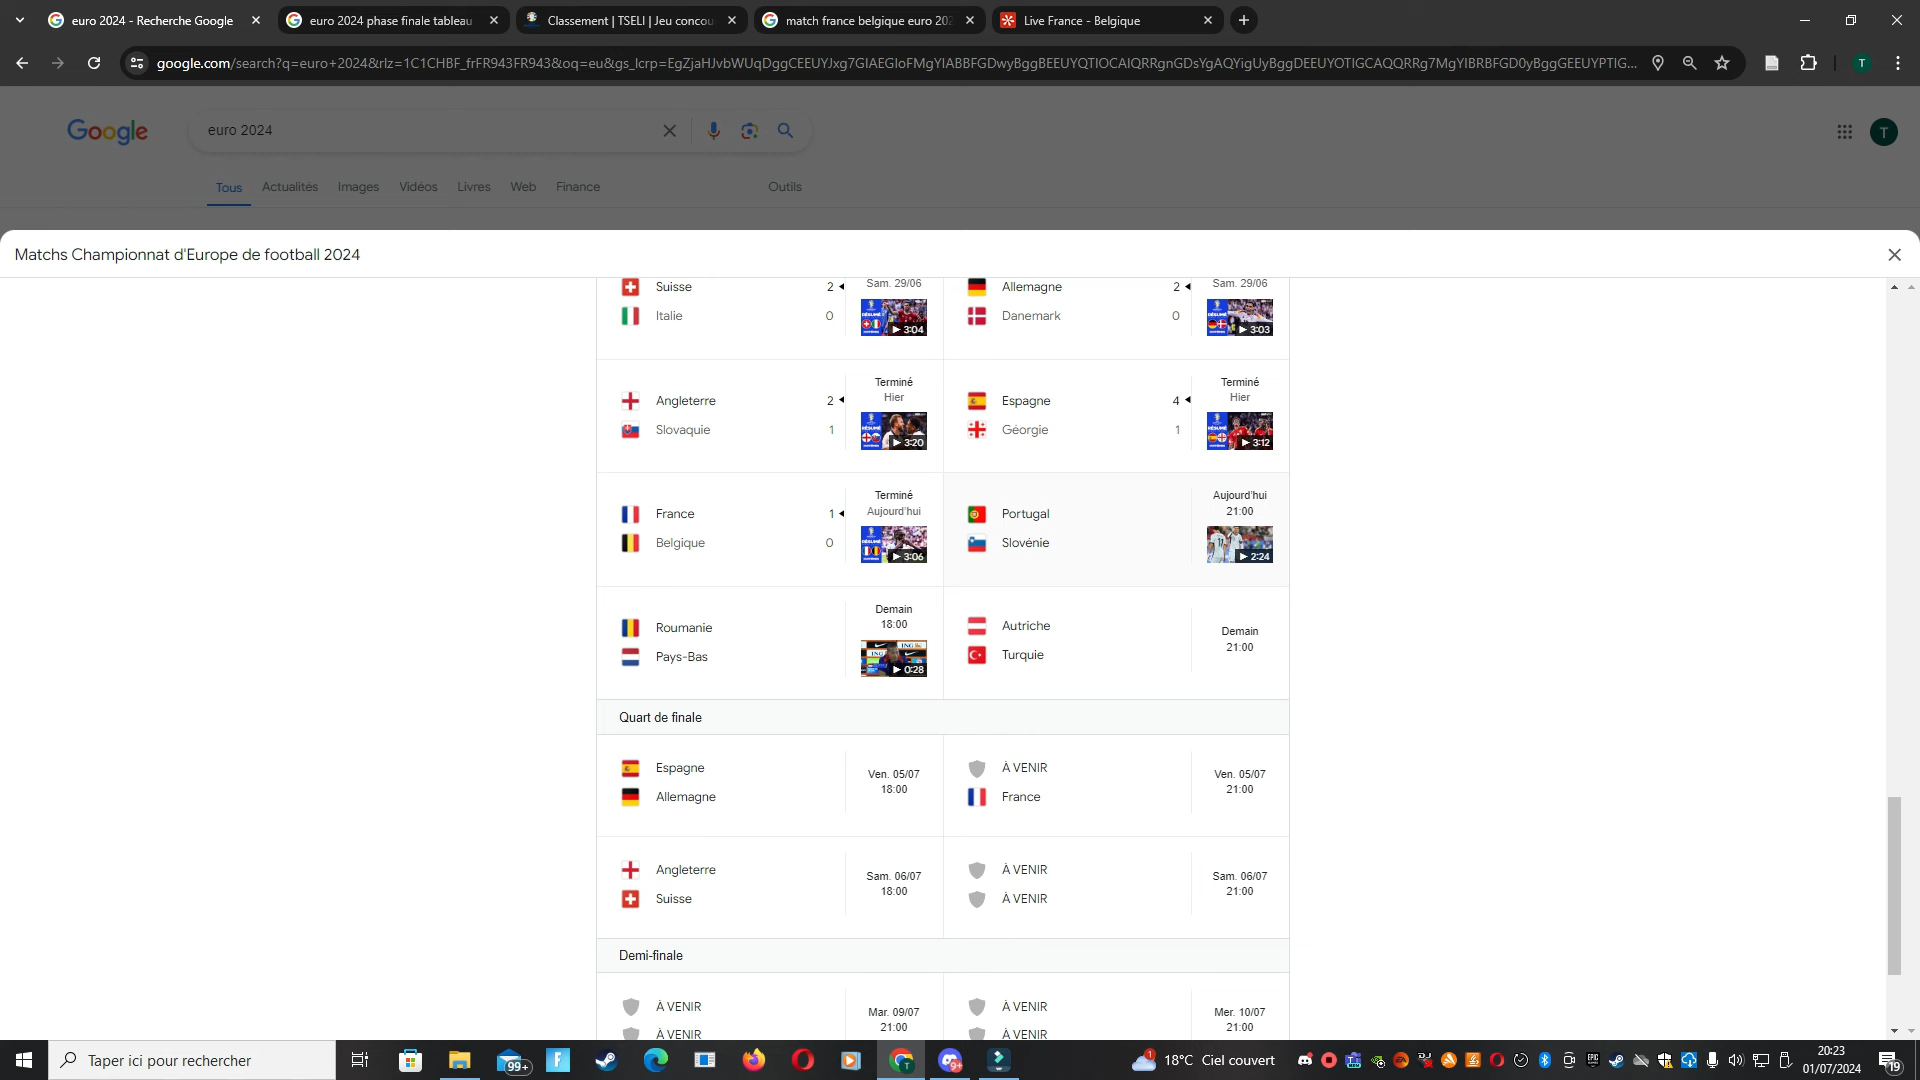 euro 2024 - Recherche Google
euro 2024 phase finale tableau
Classement | TSELI | Jeu concou
match france belgique euro 202
Live France - Belgique
google.com/search?q=euro+2024&rlz=1C1CHBF_frFR943FR943&oq=eu&gs_lcrp=
Google
euro 2024
T
T
Tous Actualités Images Vidéos Livres Web Finance Outils
Matchs Championnat d'Europe de football 2024
Suisse 2
Italie 0
Sam. 29/06
3:04
Allemagne 2
Danemark 0
Sam. 29/06
3:03
Angleterre 2
Slovaquie 1
Terminé
Hier
3:20
Espagne 4
Géorgie 1
Terminé
Hier
3:12
France 1
Belgique 0
Terminé
Aujourd'hui
3:06
Portugal
Slovénie
Aujourd'hui
21:00
2:24
Roumanie
Pays-Bas
Demain
18:00
0:28
Autriche
Turquie
Demain
21:00
Quart de finale
Espagne
Allemagne
Ven. 05/07
18:00
À VENIR
France
Ven. 05/07
21:00
Angleterre
Suisse
Sam. 06/07
18:00
À VENIR
À VENIR
Sam. 06/07
21:00
Demi-finale
À VENIR
À VENIR
Mar. 09/07
21:00
À VENIR
À VENIR
Mer. 10/07
21:00
Taper ici pour rechercher
99+
18°C Ciel couvert
20:23
01/07/2024
19